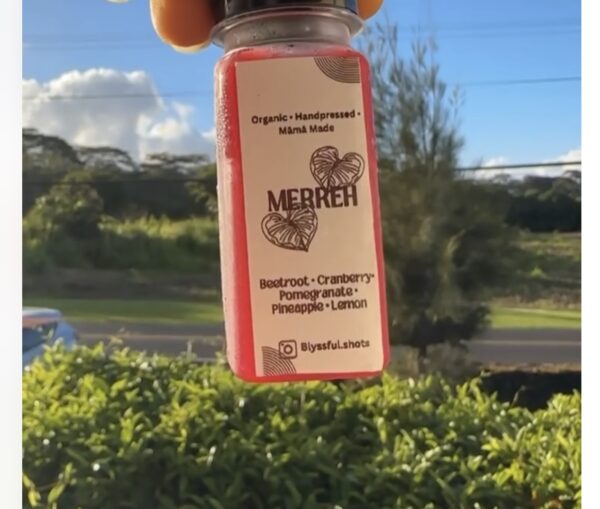 Organic • Handpressed •
Māmā Made
MERREH
Beetroot • Cranberry•
Pomegranate •
Pineapple • Lemon
Blyssful.shots